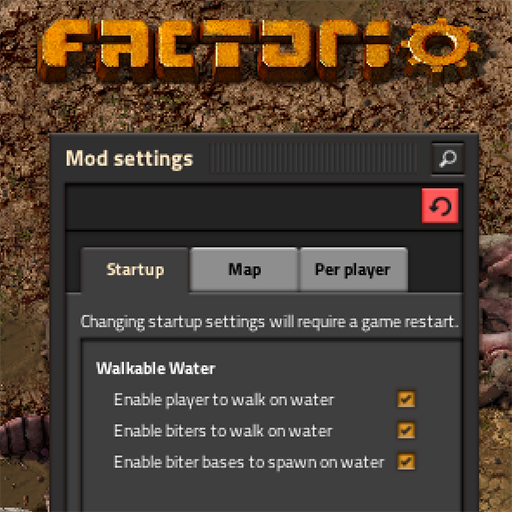 FACTORIO
Mod settings
Startup
Map
Per player
Changing startup settings will require a game restart.
Walkable Water
Enable player to walk on water
Enable biters to walk on water
Enable biter bases to spawn on water